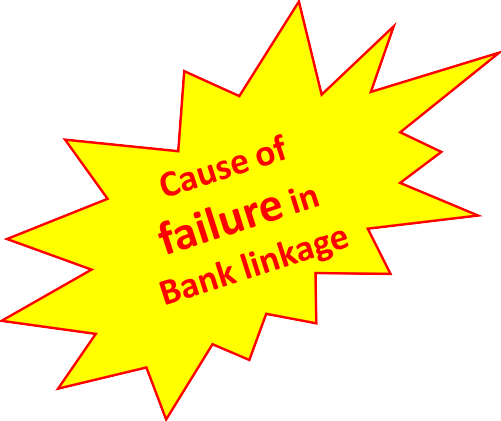 Cause of
failure in
Bank linkage